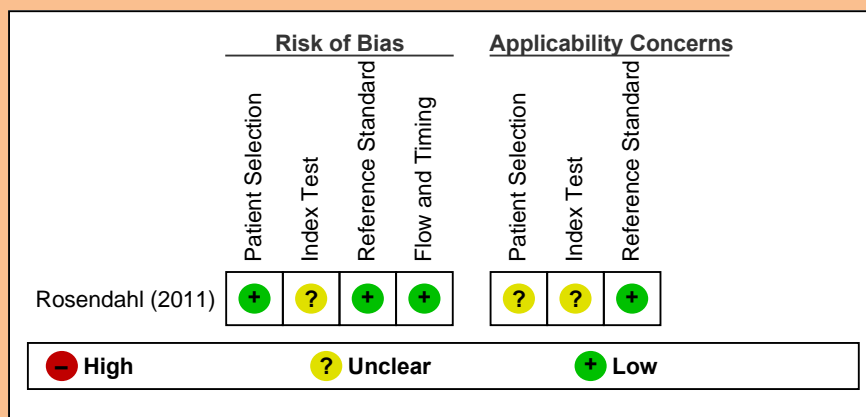 Risk of Bias
Applicability Concerns
Patient Selection
Index Test
Reference Standard
Flow and Timing
Patient Selection
Index Test
Reference Standard
Rosendahl (2011) + ? + + ? ? +
– High ? Unclear + Low